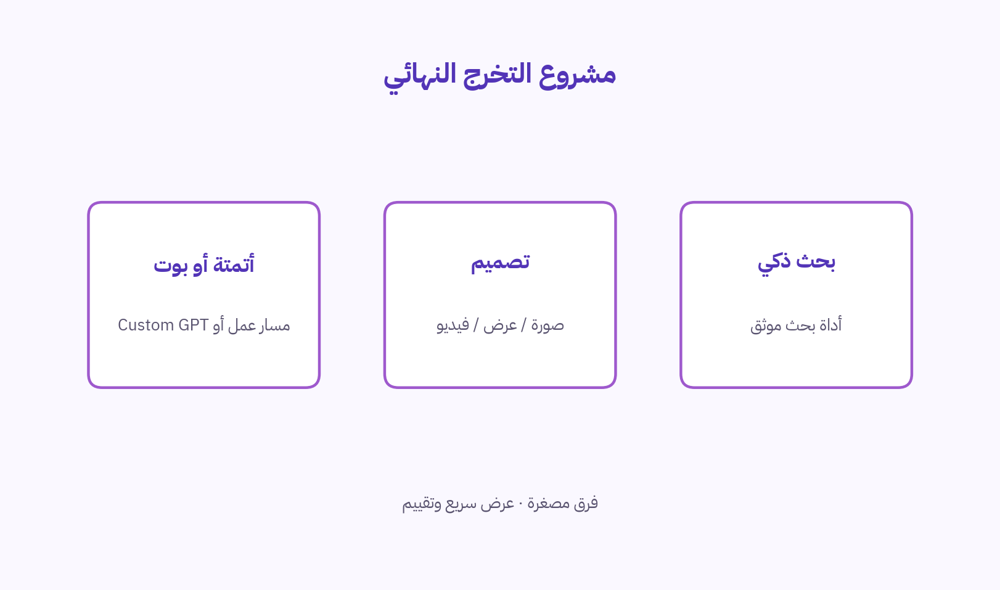 مشروع التخرج النهائي
بحث ذكي
أداة بحث موثق
تصميم
صورة / عرض / فيديو
أتمتة أو بوت
مسار عمل أو Custom GPT
فرق مصغرة · عرض سريع وتقييم